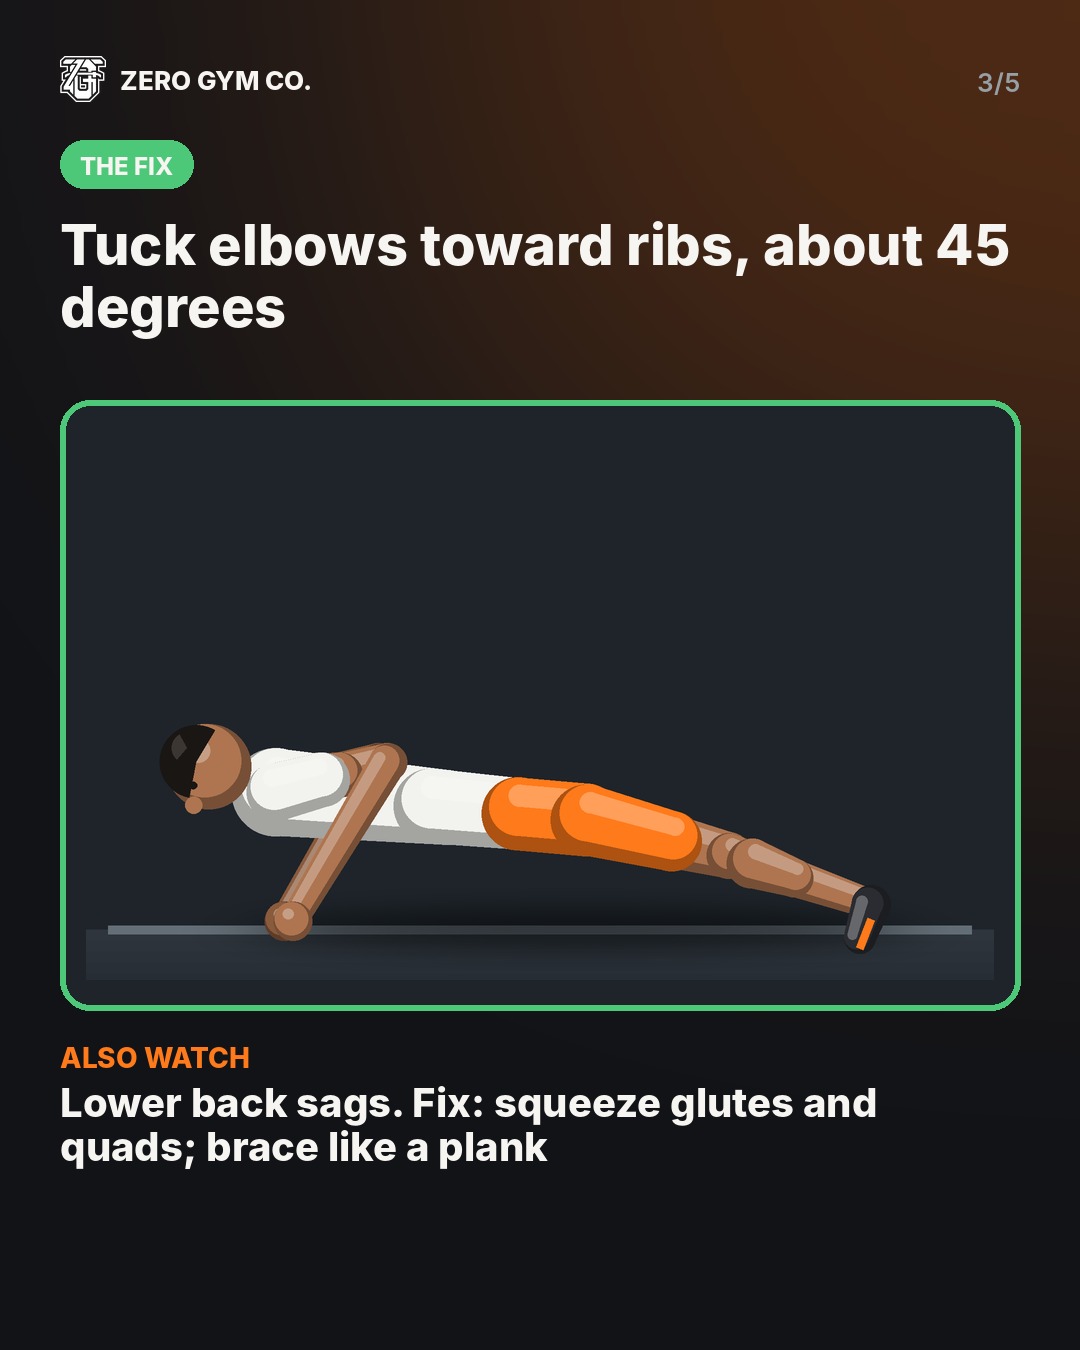 ZERO GYM CO.
3/5
THE FIX
Tuck elbows toward ribs, about 45
degrees
ALSO WATCH
Lower back sags. Fix: squeeze glutes and
quads; brace like a plank